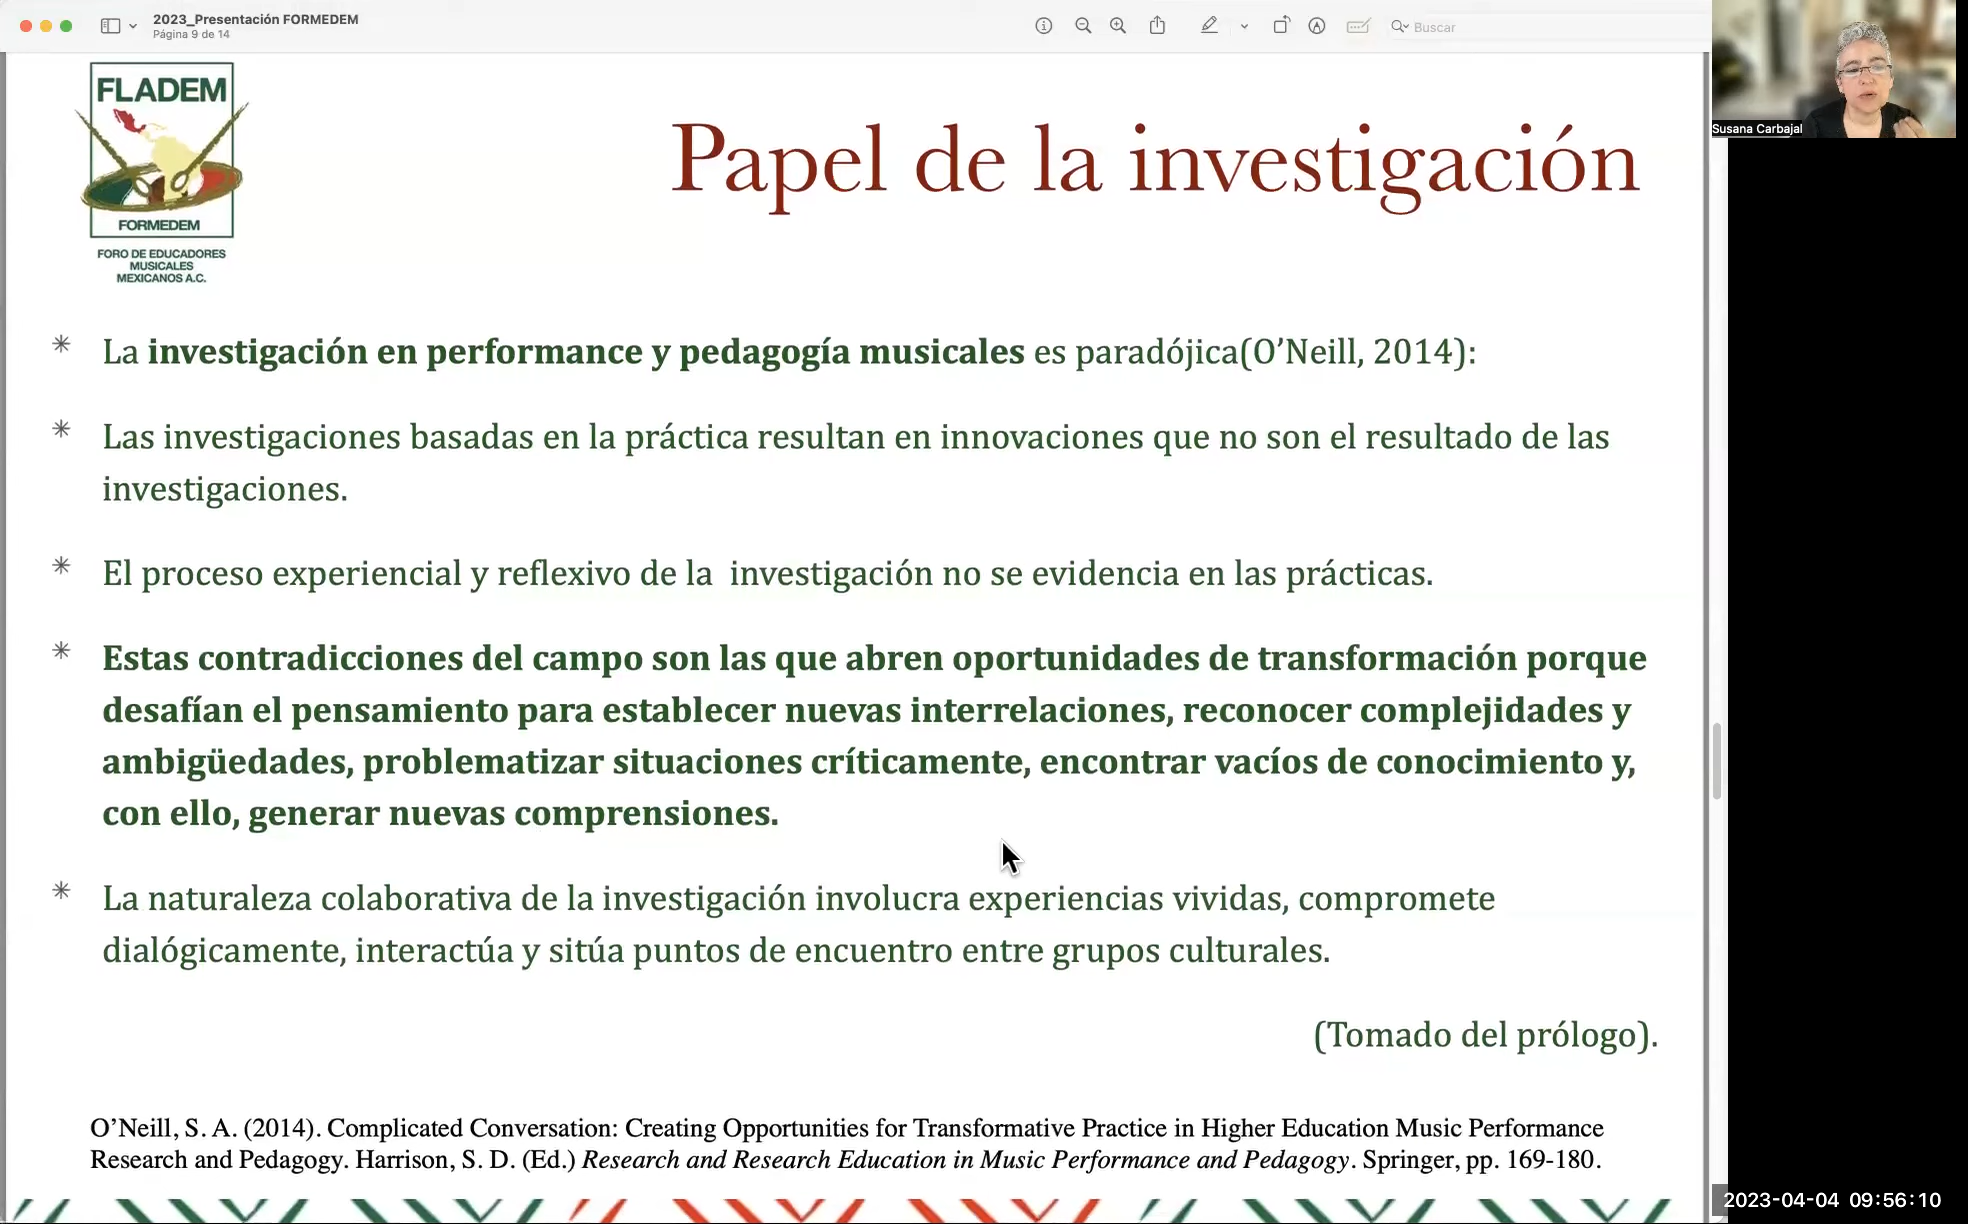 2023_Presentación FORMEDEM
Página 9 de 14
Buscar
Susana Carbajal
FLADEM
FORMEDEM
FORO DE EDUCADORES
MUSICALES
MEXICANOS A.C.
Papel de la investigación
La investigación en performance y pedagogía musicales es paradójica(O’Neill, 2014):
Las investigaciones basadas en la práctica resultan en innovaciones que no son el resultado de las
investigaciones.
El proceso experiencial y reflexivo de la  investigación no se evidencia en las prácticas.
Estas contradicciones del campo son las que abren oportunidades de transformación porque
desafían el pensamiento para establecer nuevas interrelaciones, reconocer complejidades y
ambigüedades, problematizar situaciones críticamente, encontrar vacíos de conocimiento y,
con ello, generar nuevas comprensiones.
La naturaleza colaborativa de la investigación involucra experiencias vividas, compromete
dialógicamente, interactúa y sitúa puntos de encuentro entre grupos culturales.
(Tomado del prólogo).
O’Neill, S. A. (2014). Complicated Conversation: Creating Opportunities for Transformative Practice in Higher Education Music Performance
Research and Pedagogy. Harrison, S. D. (Ed.) Research and Research Education in Music Performance and Pedagogy. Springer, pp. 169-180.
2023-04-04 09:56:10